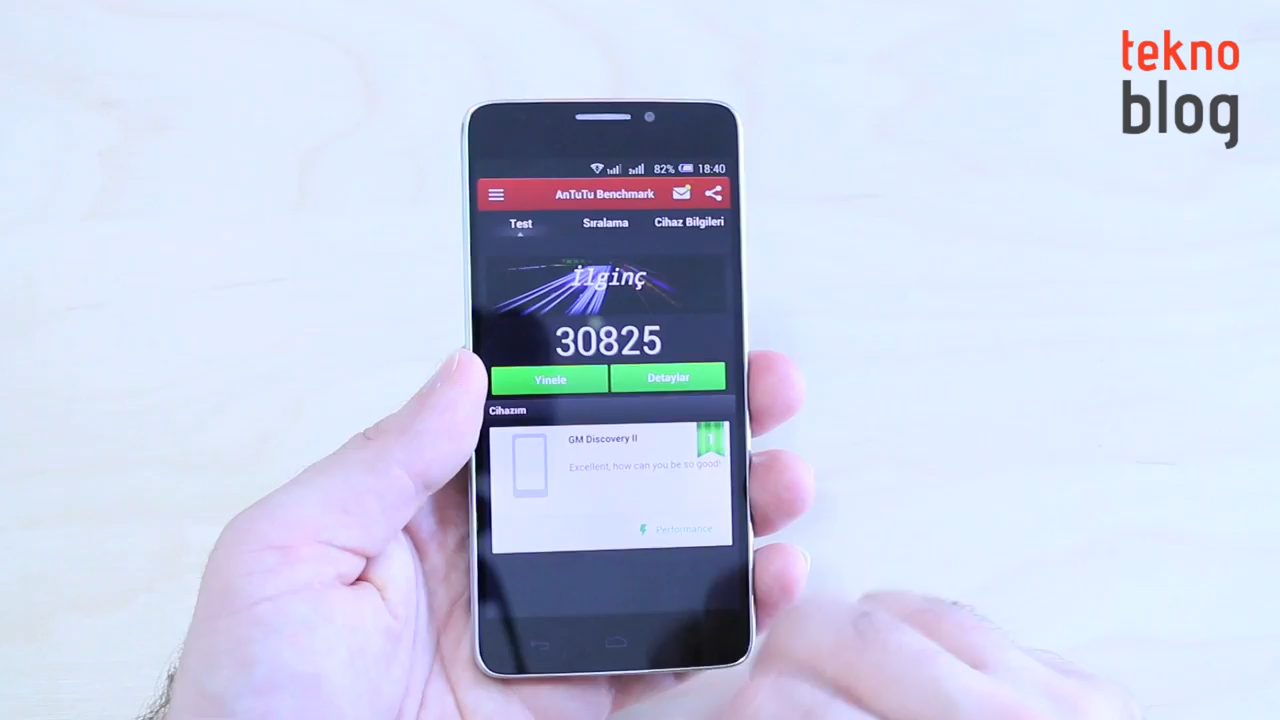 tekno
blog
82% 18:40
AnTuTu Benchmark
Test Sıralama Cihaz Bilgileri
İlginç
30825
Yinele Detaylar
Cihazım
GM Discovery II
1
Excellent, how can you be so good!
Performance